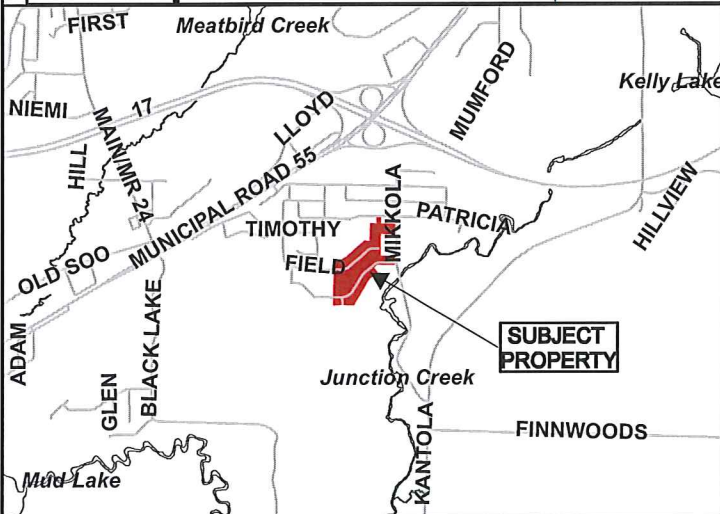 FIRST
Meatbird Creek
MUMFORD
Kelly Lake
NIEMI
17
LLOYD
MAIN/MR 24
HILL
MUNICIPAL ROAD 55
MIKKOLA
PATRICIA
HILLVIEW
TIMOTHY
OLD SOO
FIELD
ADAM
BLACK LAKE
SUBJECT
PROPERTY
Junction Creek
GLEN
KANTOLA
FINNWOODS
Mud Lake